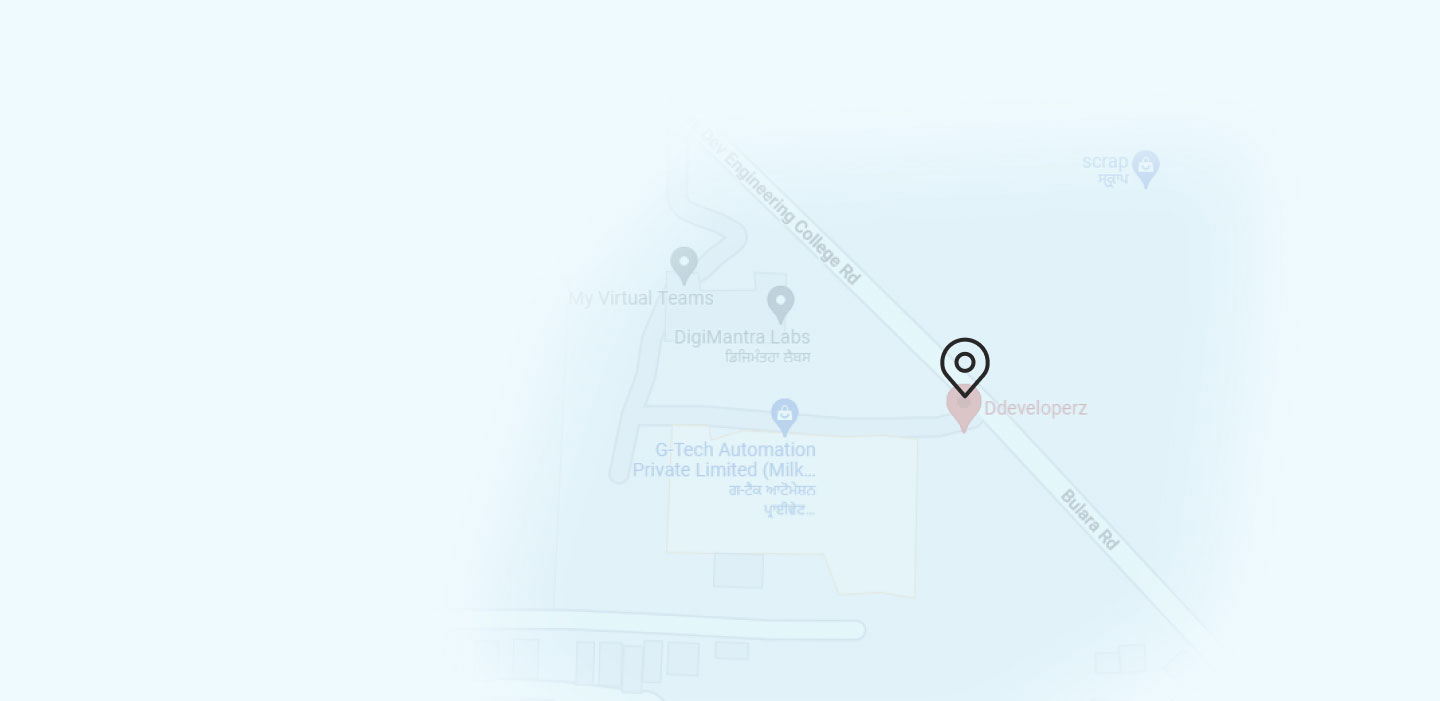 Dev Engineering College Rd
scrap
ਸਕ੍ਰਾਪ
My Virtual Teams
DigiMantra Labs
ਡਿਜਿਮੰਤਰਾ ਲੈਬਸ
Ddeveloperz
G-Tech Automation
Private Limited (Milk...
ਗ-ਟੈਕ ਆਟੋਮੇਸ਼ਨ
ਪ੍ਰਾਈਵੇਟ...
Bulara Rd